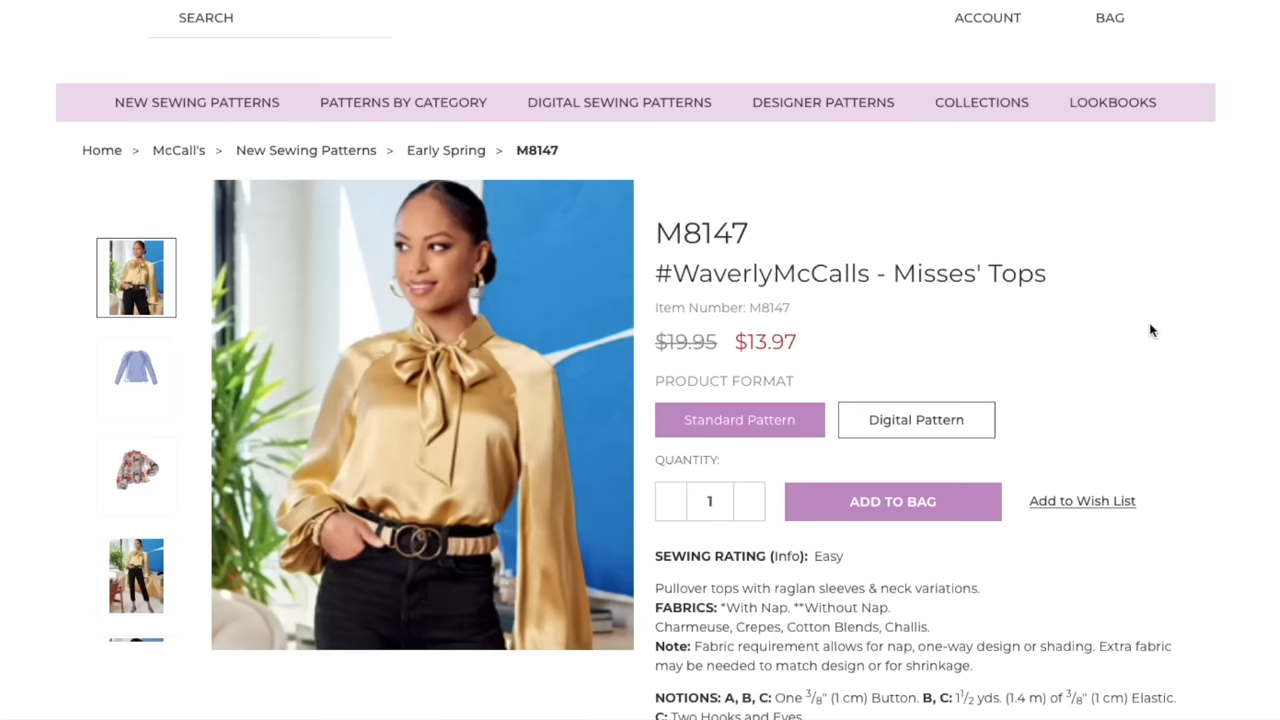 SEARCH
ACCOUNT
BAG
NEW SEWING PATTERNS PATTERNS BY CATEGORY DIGITAL SEWING PATTERNS DESIGNER PATTERNS COLLECTIONS LOOKBOOKS
Home > McCall's > New Sewing Patterns > Early Spring > M8147
M8147
#WaverlyMcCalls - Misses' Tops
Item Number: M8147
$19.95 $13.97
PRODUCT FORMAT
Standard Pattern Digital Pattern
QUANTITY:
1 ADD TO BAG Add to Wish List
SEWING RATING (Info): Easy
Pullover tops with raglan sleeves & neck variations.
FABRICS: *With Nap. **Without Nap.
Charmeuse, Crepes, Cotton Blends, Challis.
Note: Fabric requirement allows for nap, one-way design or shading. Extra fabric
may be needed to match design or for shrinkage.
NOTIONS: A, B, C: One 3/8" (1 cm) Button. B, C: 1 1/2 yds. (1.4 m) of 3/8" (1 cm) Elastic.
C: Two Hooks and Eyes.